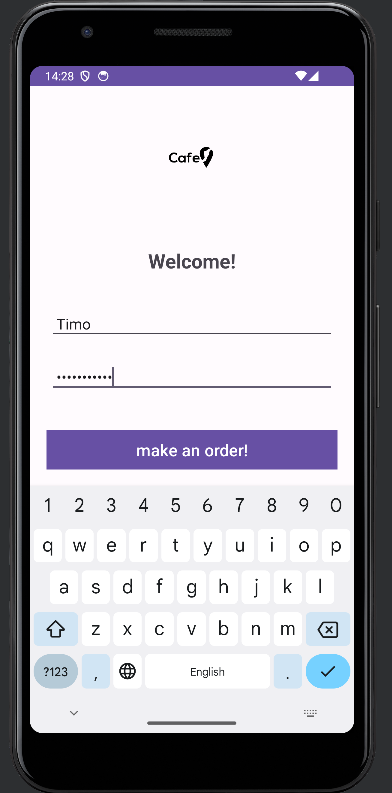 14:28
Cafe
Welcome!
Timo
•••••••••••
make an order!
1 2 3 4 5 6 7 8 9 0
q w e r t y u i o p
a s d f g h j k l
z x c v b n m
?123 , English .